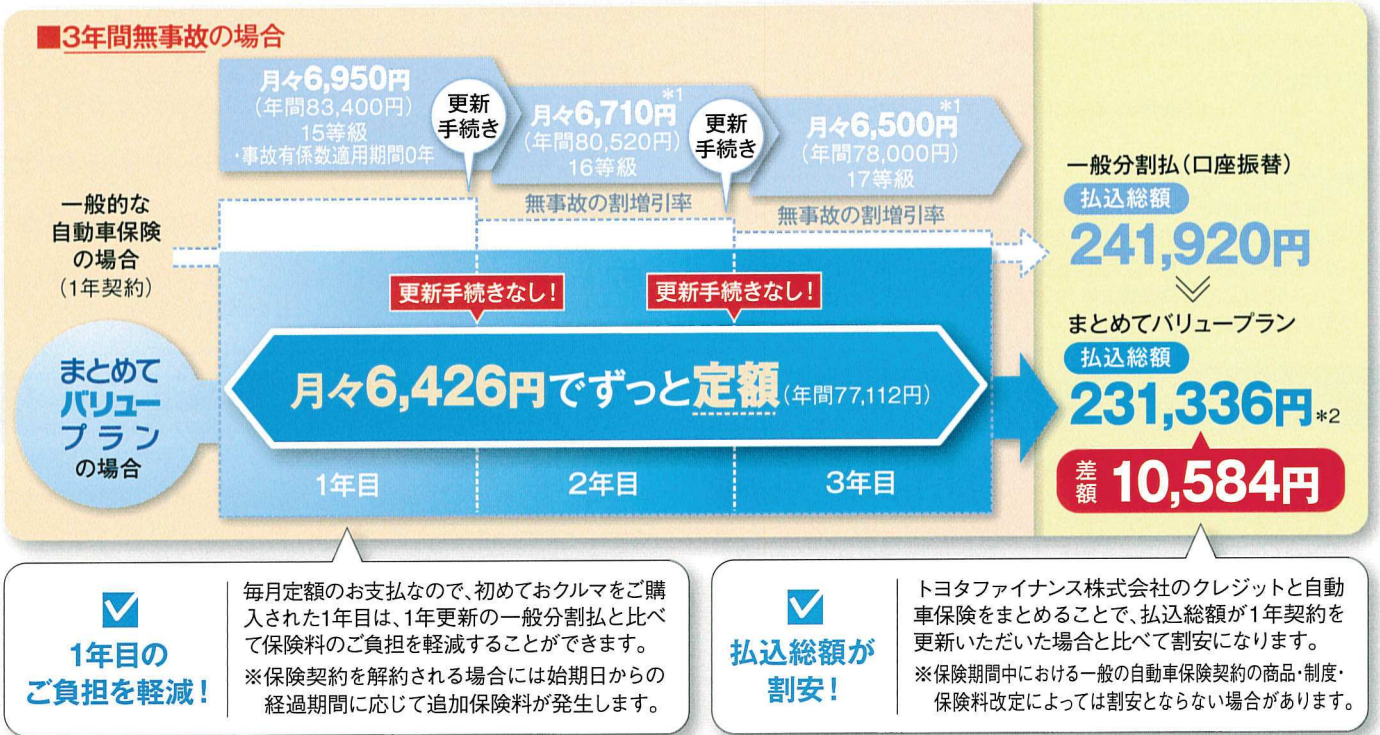 ■3年間無事故の場合
月々6,950円
(年間83,400円)
15等級
・事故有係数適用期間0年
更新
手続き
月々6,710円*1
(年間80,520円)
16等級
更新
手続き
月々6,500円*1
(年間78,000円)
17等級
無事故の割増引率
無事故の割増引率
一般的な
自動車保険
の場合
(1年契約)
一般分割払(口座振替)
払込総額
241,920円
更新手続きなし!
更新手続きなし!
まとめて
バリュー
プラン
の場合
月々6,426円でずっと定額(年間77,112円)
1年目
2年目
3年目
まとめてバリュープラン
払込総額
231,336円*2
差額 10,584円
1年目の
ご負担を軽減!
毎月定額のお支払なので、初めておクルマをご購
入された1年目は、1年更新の一般分割払と比べ
て保険料のご負担を軽減することができます。
※保険契約を解約される場合には始期日からの
経過期間に応じて追加保険料が発生します。
払込総額が
割安!
トヨタファイナンス株式会社のクレジットと自動
車保険をまとめることで、払込総額が1年契約を
更新いただいた場合と比べて割安になります。
※保険期間中における一般の自動車保険契約の商品・制度・
保険料改定によっては割安とならない場合があります。